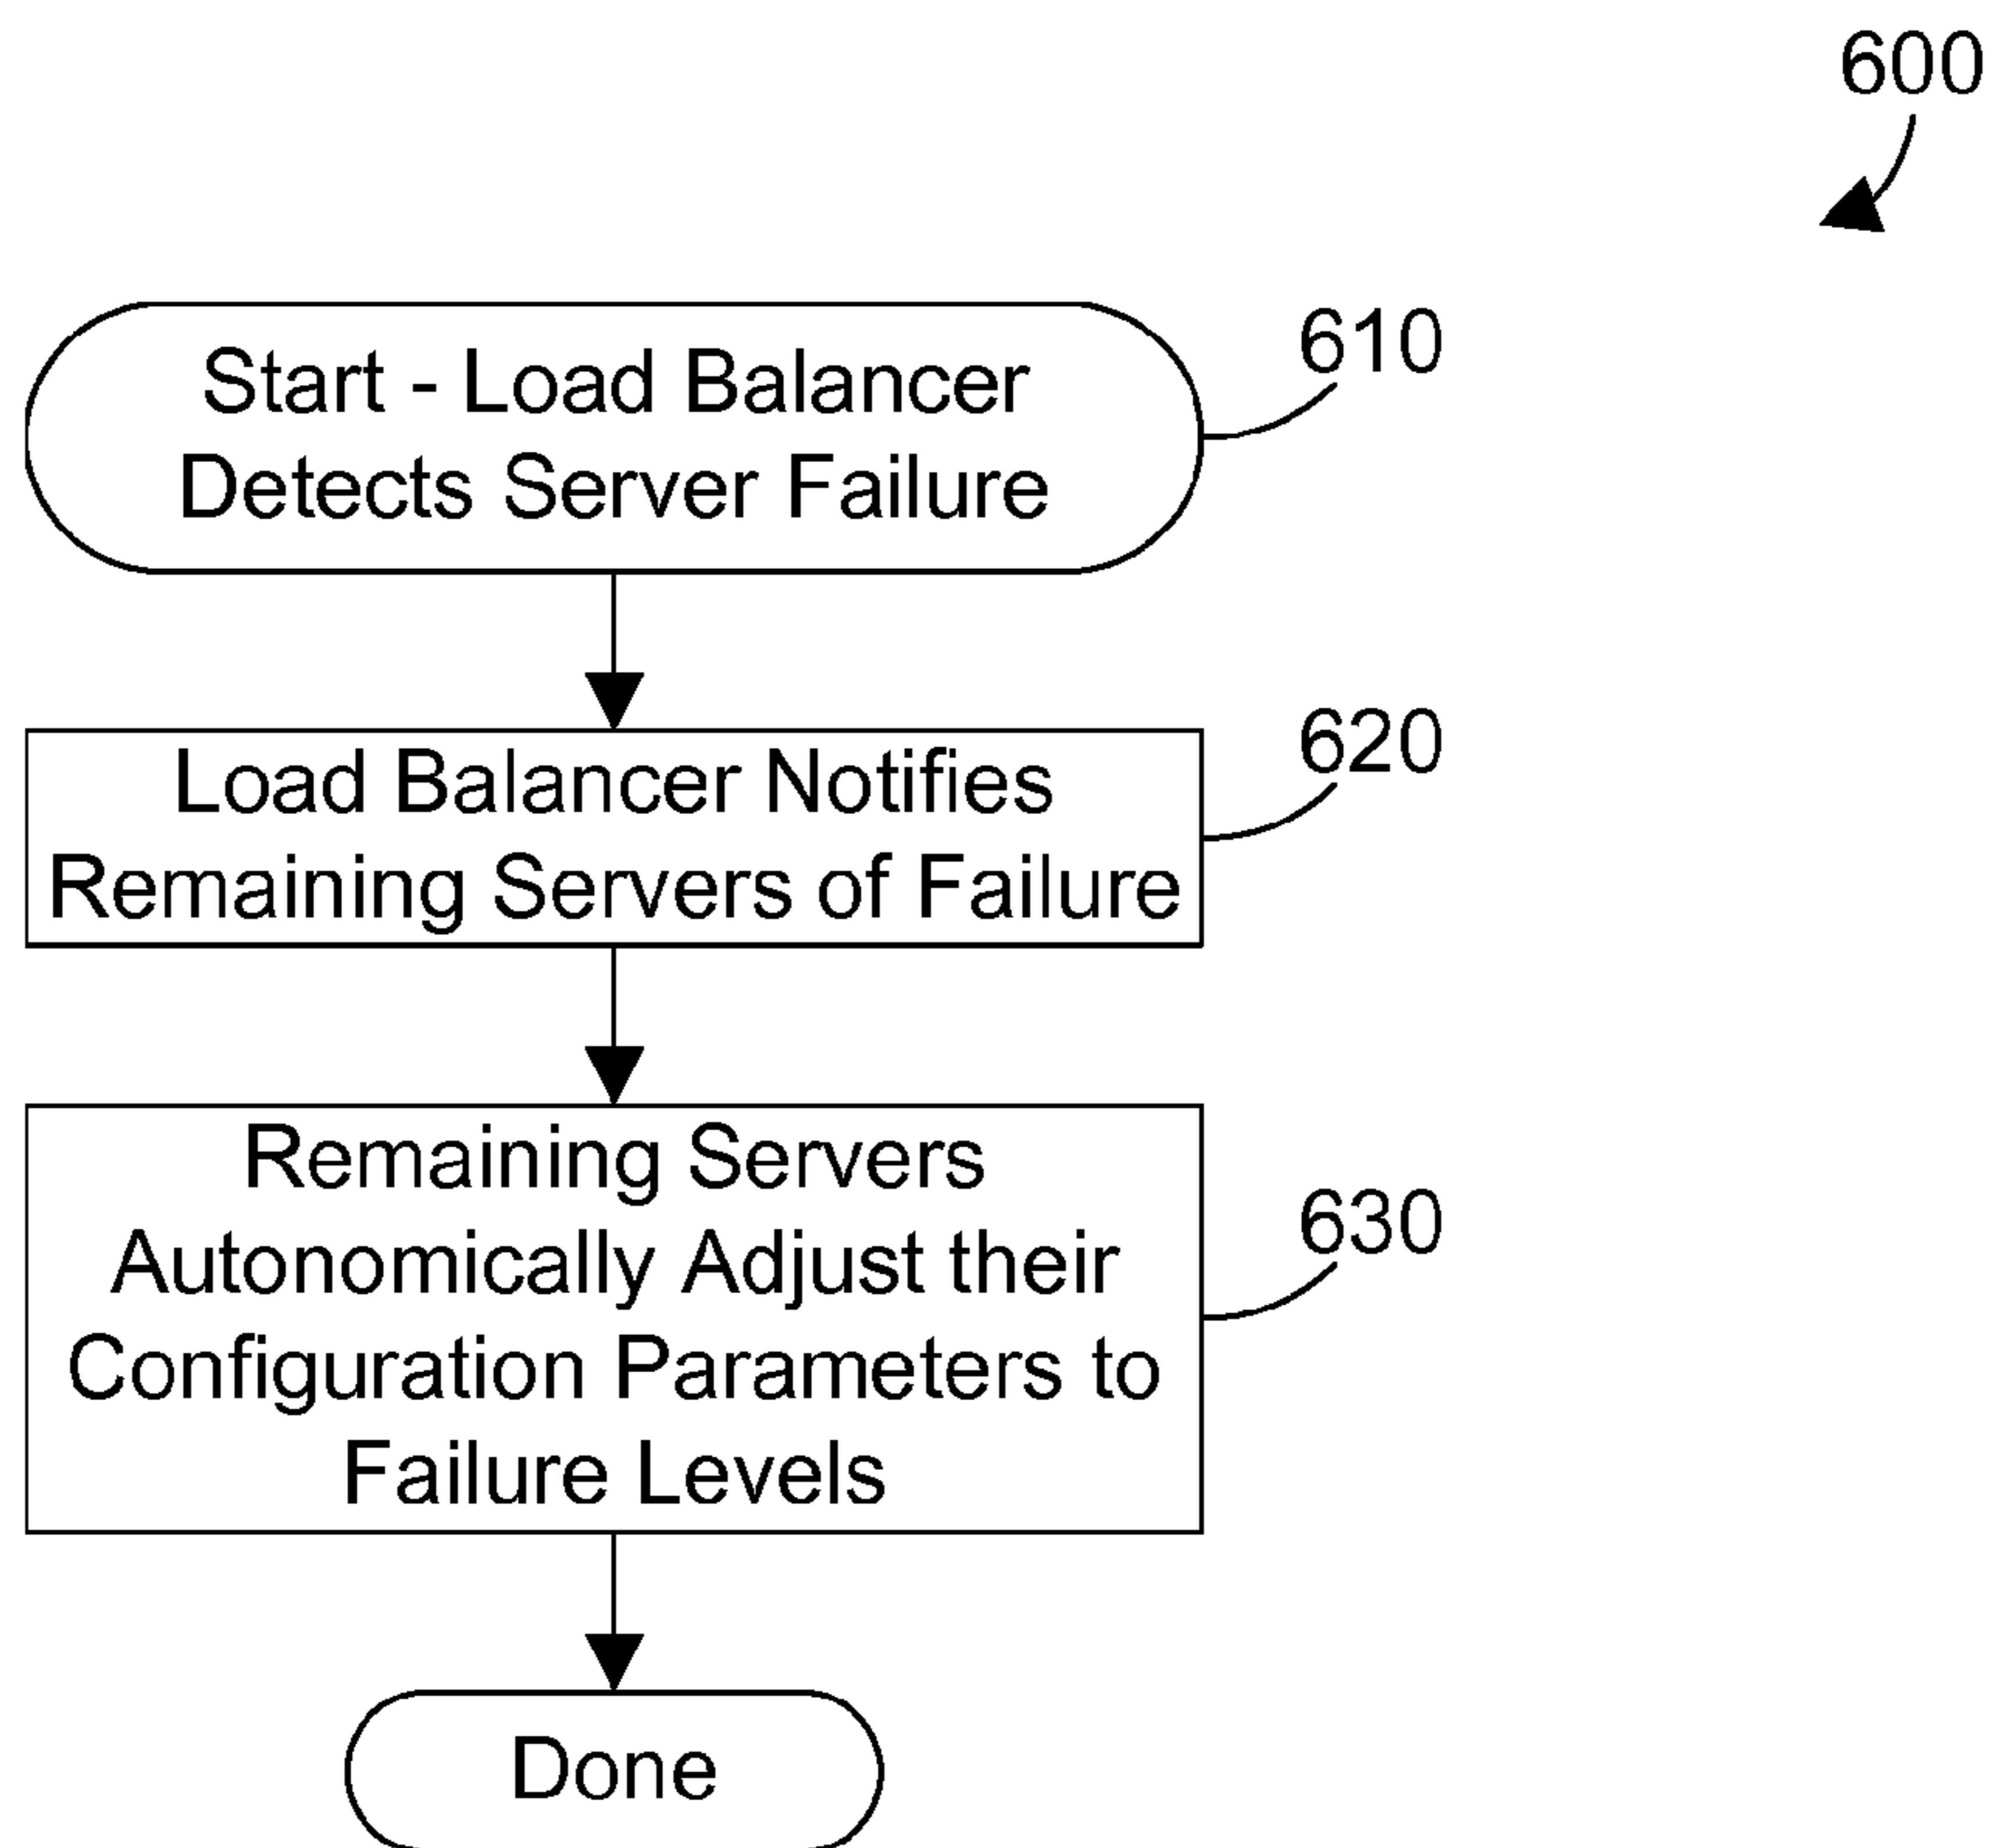 600
Start - Load Balancer
Detects Server Failure
610
Load Balancer Notifies
Remaining Servers of Failure
620
Remaining Servers
Autonomically Adjust their
Configuration Parameters to
Failure Levels
630
Done